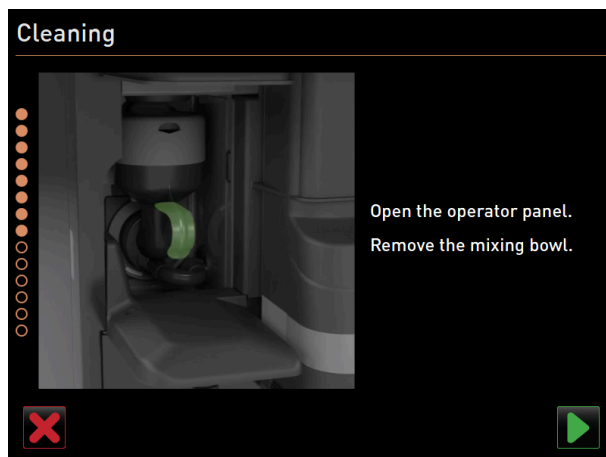 Cleaning
Open the operator panel.
Remove the mixing bowl.